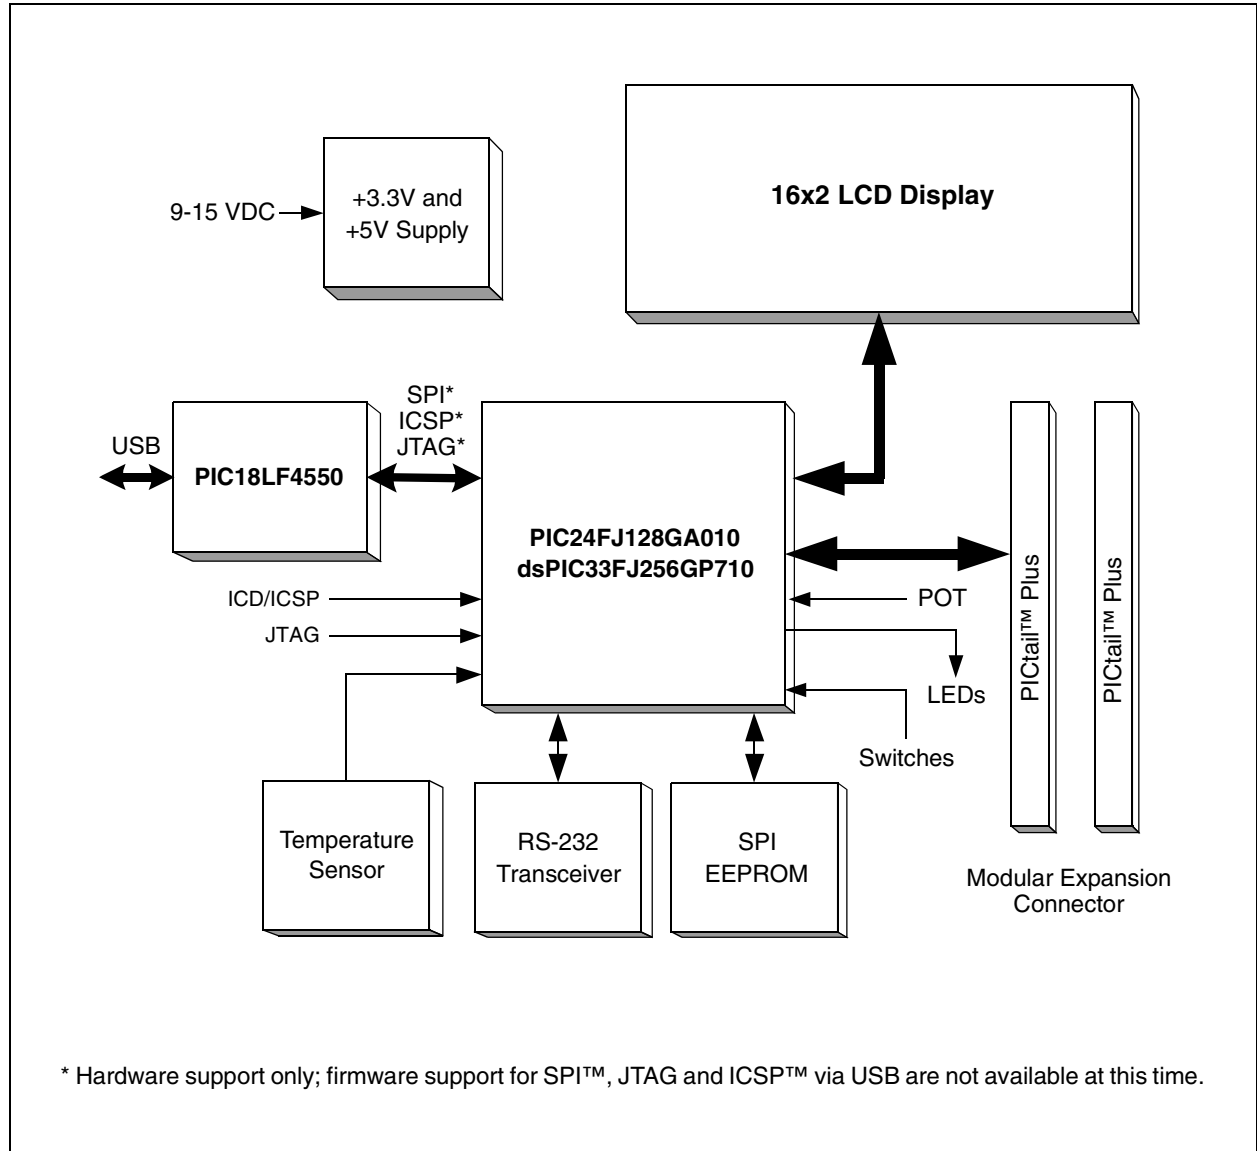 16x2 LCD Display
+3.3V and
+5V Supply
9-15 VDC
SPI*
ICSP*
JTAG*
USB
PIC18LF4550
PIC24FJ128GA010
dsPIC33FJ256GP710
ICD/ICSP
JTAG
POT
LEDs
Switches
PICtail™ Plus
PICtail™ Plus
Temperature
Sensor
RS-232
Transceiver
SPI
EEPROM
Modular Expansion
Connector
* Hardware support only; firmware support for SPI™, JTAG and ICSP™ via USB are not available at this time.